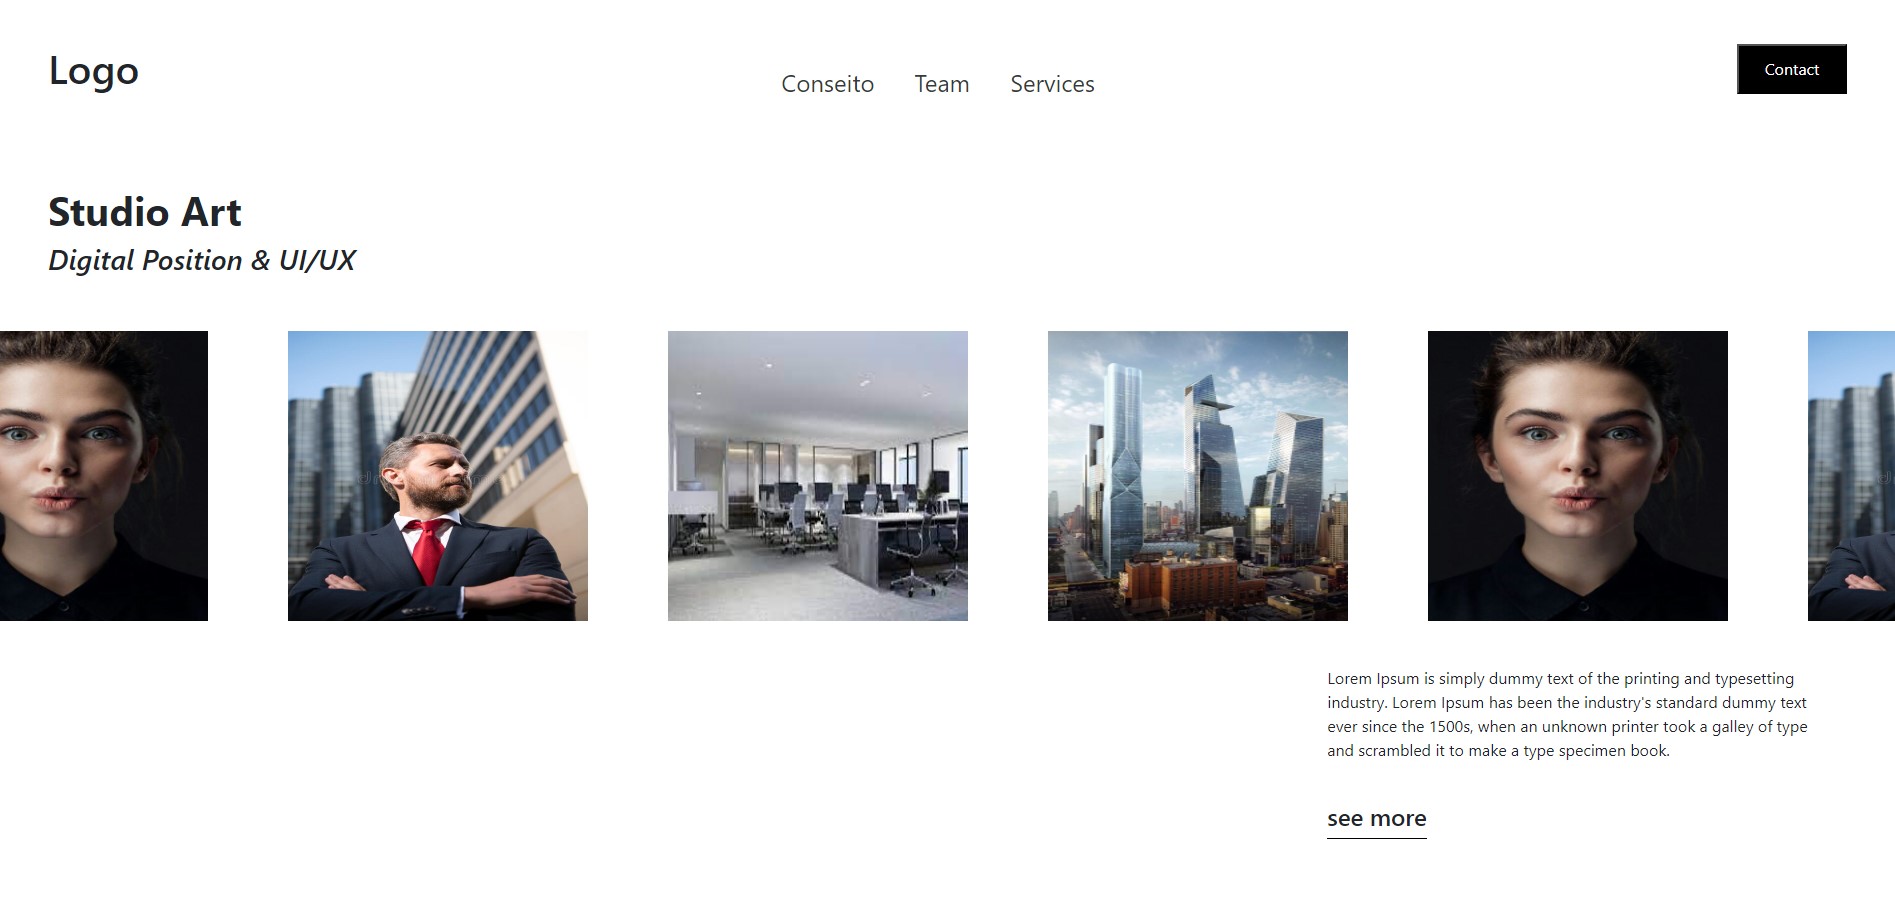 Logo
Conseito Team Services
Contact
Studio Art
Digital Position & UI/UX
Lorem Ipsum is simply dummy text of the printing and typesetting
industry. Lorem Ipsum has been the industry's standard dummy text
ever since the 1500s, when an unknown printer took a galley of type
and scrambled it to make a type specimen book.
see more